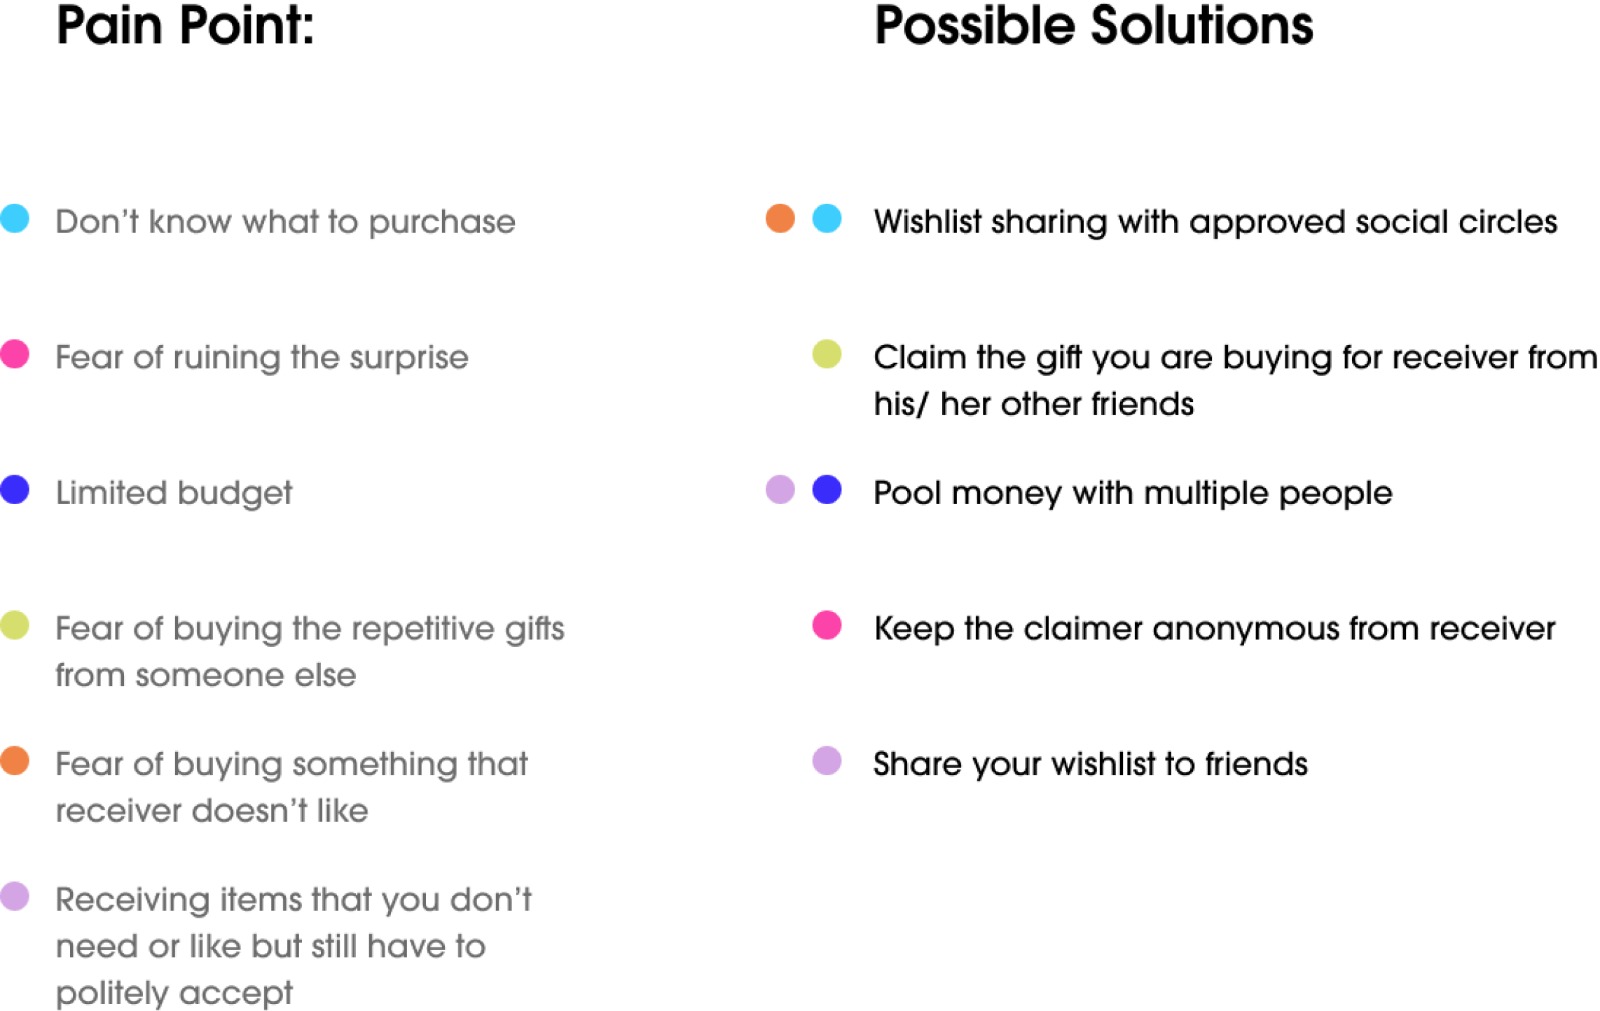 Pain Point:
Possible Solutions
Don't know what to purchase
Wishlist sharing with approved social circles
Fear of ruining the surprise
Claim the gift you are buying for receiver from
his/ her other friends
Limited budget
Pool money with multiple people
Fear of buying the repetitive gifts
from someone else
Keep the claimer anonymous from receiver
Fear of buying something that
receiver doesn't like
Share your wishlist to friends
Receiving items that you don't
need or like but still have to
politely accept